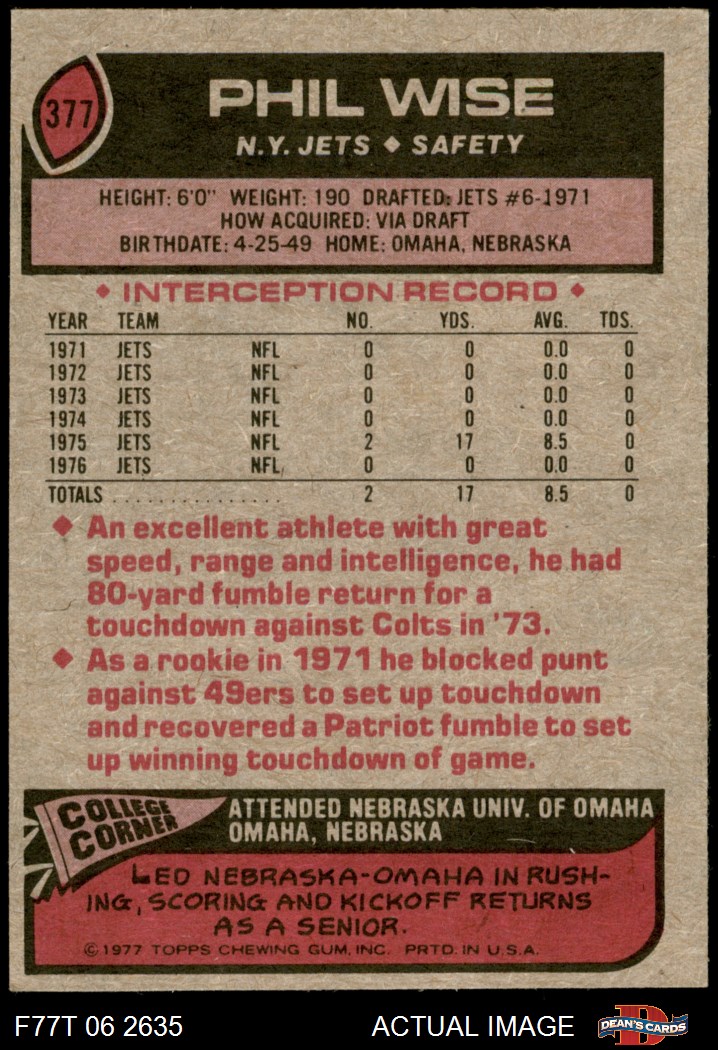 377
PHIL WISE
N.Y. JETS ◆ SAFETY
HEIGHT: 6'0" WEIGHT: 190 DRAFTED: JETS #6-1971
HOW ACQUIRED: VIA DRAFT
BIRTHDATE: 4-25-49 HOME: OMAHA, NEBRASKA
◆ INTERCEPTION RECORD ◆
YEAR TEAM NO. YDS. AVG. TDS.
1971 JETS NFL 0 0 0.0 0
1972 JETS NFL 0 0 0.0 0
1973 JETS NFL 0 0 0.0 0
1974 JETS NFL 0 0 0.0 0
1975 JETS NFL 2 17 8.5 0
1976 JETS NFL 0 0 0.0 0
TOTALS . . . . . . . . . . . . . . . 2 17 8.5 0
◆ An excellent athlete with great
speed, range and intelligence, he had
80-yard fumble return for a
touchdown against Colts in '73.
◆ As a rookie in 1971 he blocked punt
against 49ers to set up touchdown
and recovered a Patriot fumble to set
up winning touchdown of game.
COLLEGE
CORNER
ATTENDED NEBRASKA UNIV. OF OMAHA
OMAHA, NEBRASKA
LED NEBRASKA-OMAHA IN RUSH-
ING, SCORING AND KICKOFF RETURNS
AS A SENIOR.
© 1977 TOPPS CHEWING GUM, INC. PRTD. IN U.S.A.
F77T 06 2635 ACTUAL IMAGE
D
DEAN'S CARDS